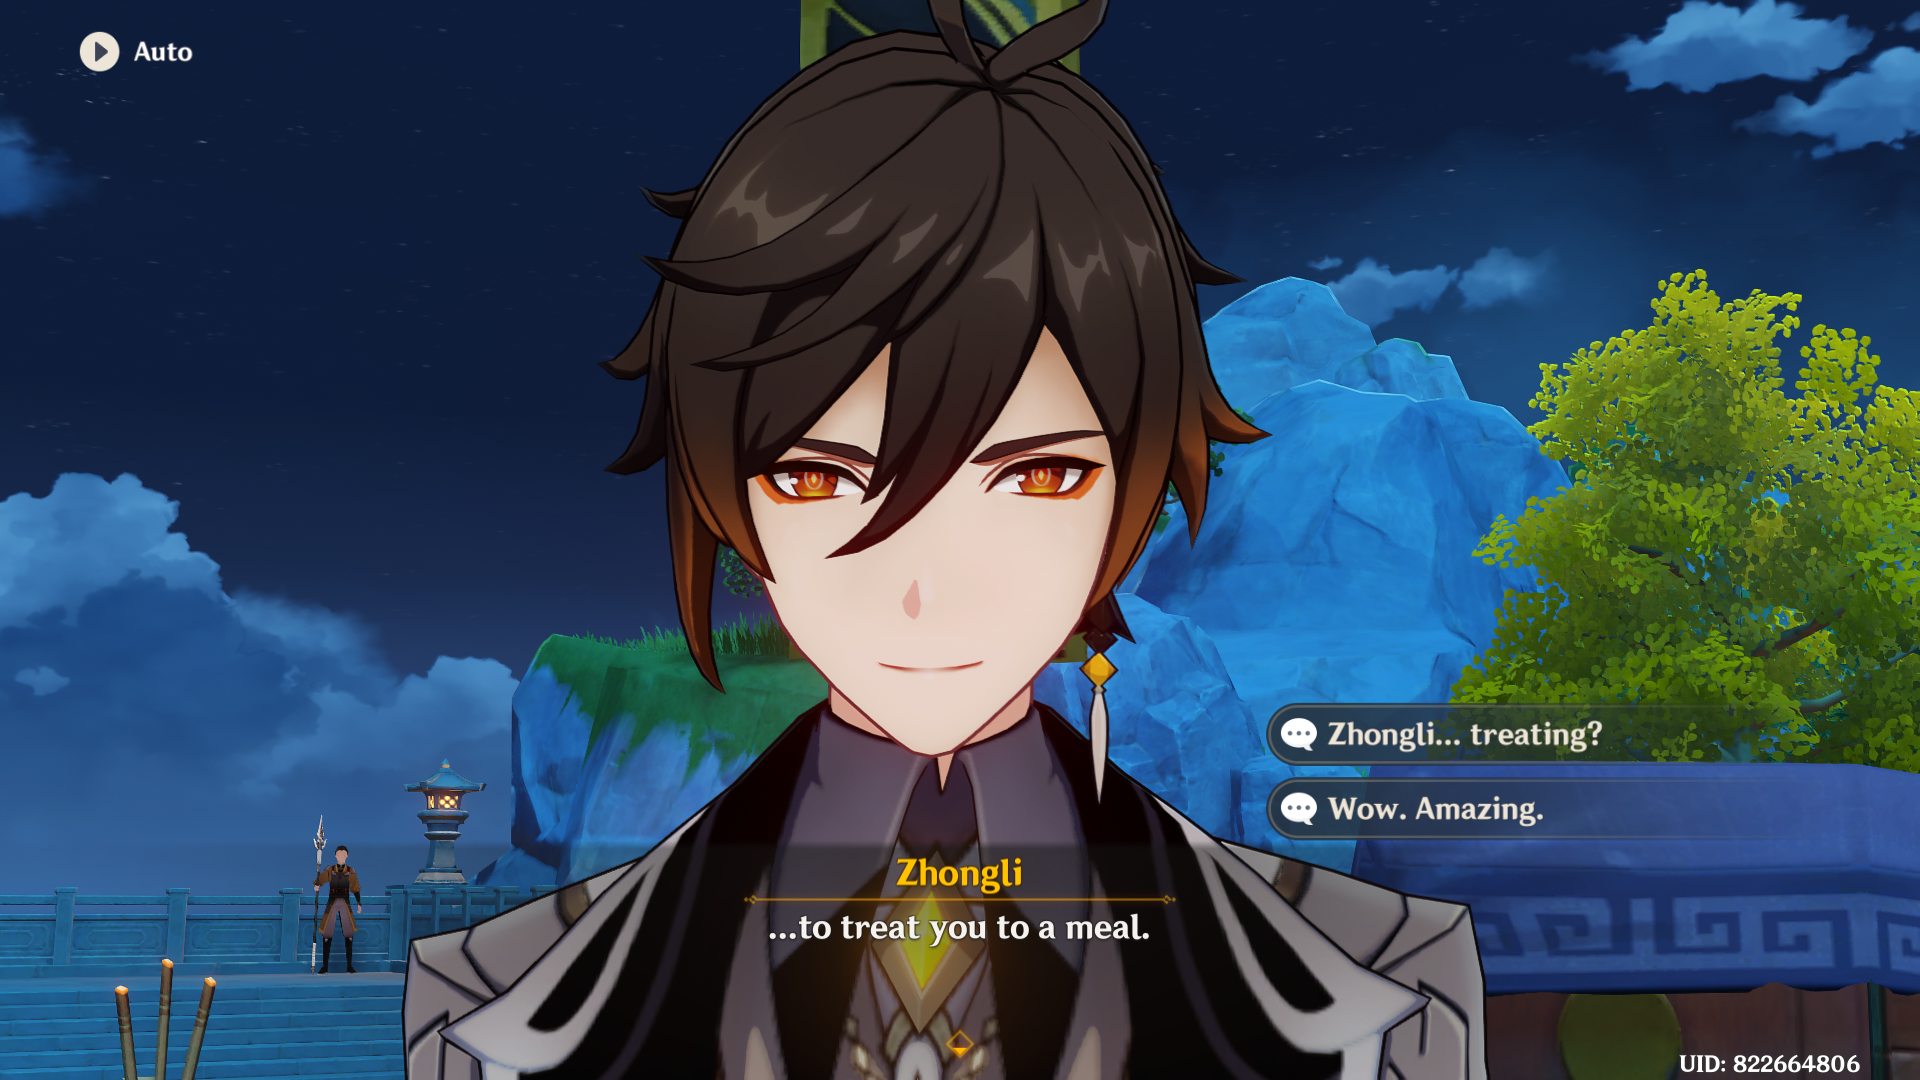 Auto
Zhongli... treating?
Wow. Amazing.
Zhongli
...to treat you to a meal.
UID: 822664806